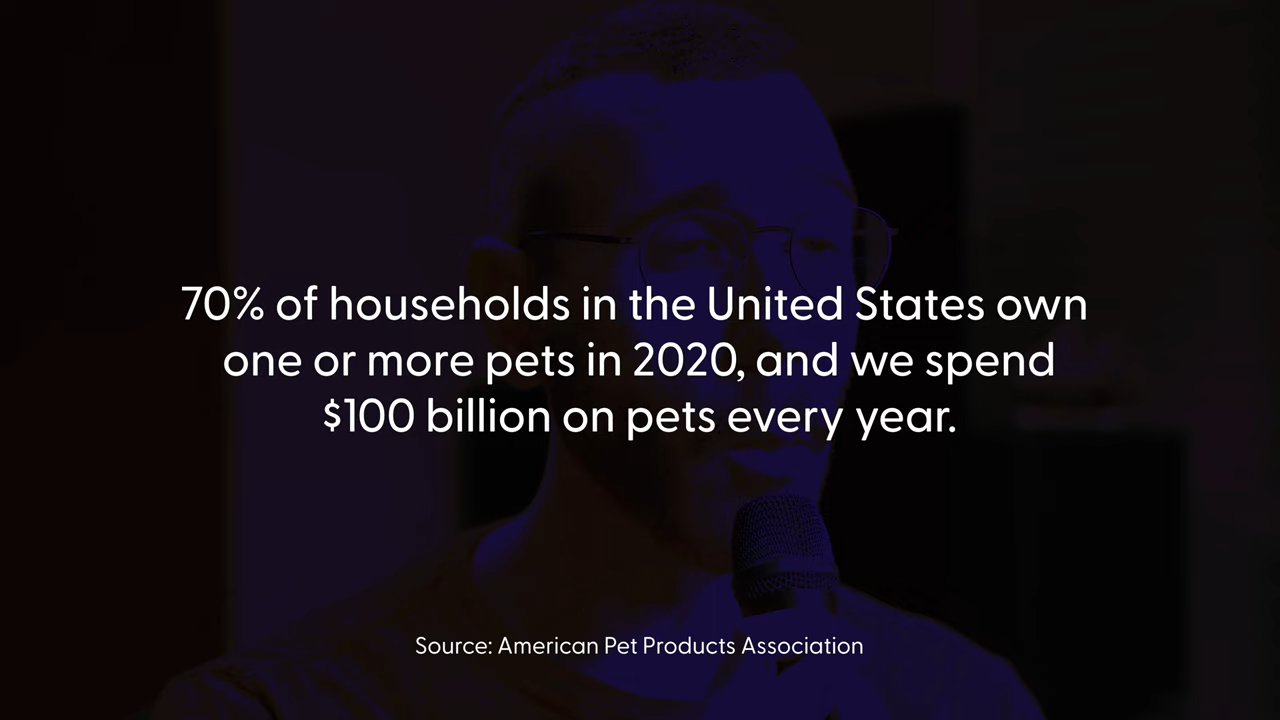 70% of households in the United States own
one or more pets in 2020, and we spend
$100 billion on pets every year.
Source: American Pet Products Association